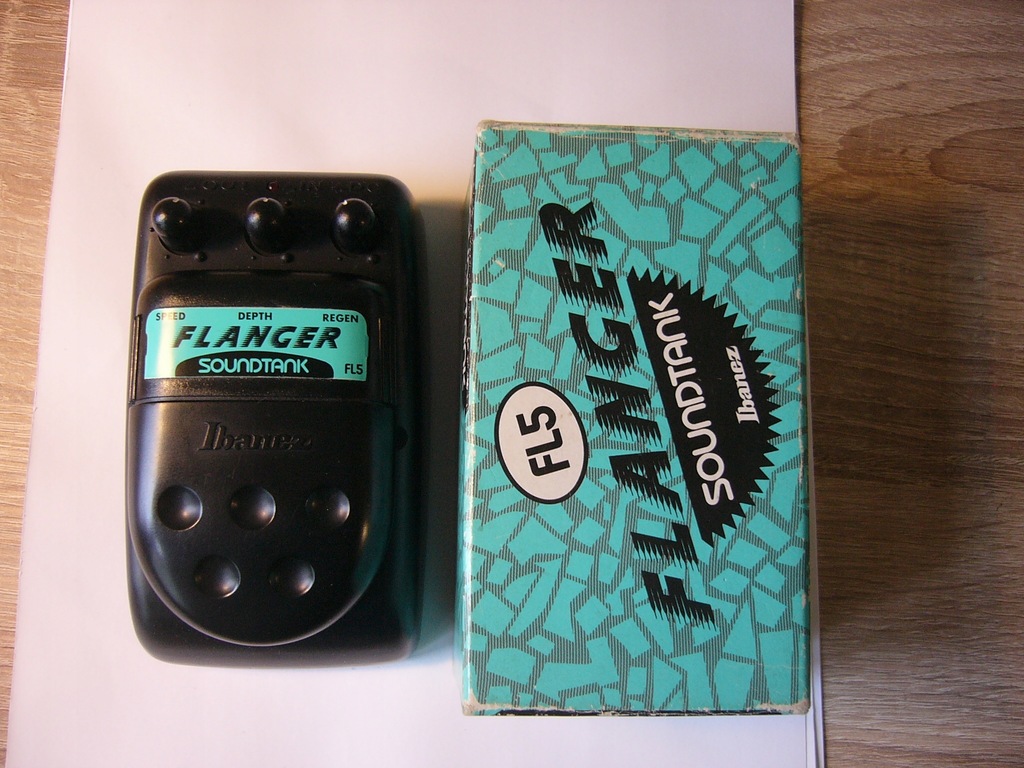 SPEED DEPTH REGEN
FLANGER
SOUNDTANK FL5
Ibanez
FL5
FLANGER
SOUNDTANK
Ibanez